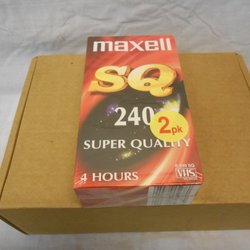 maxell
SQ
240
2pk
SUPER QUALITY
4 HOURS
VHS